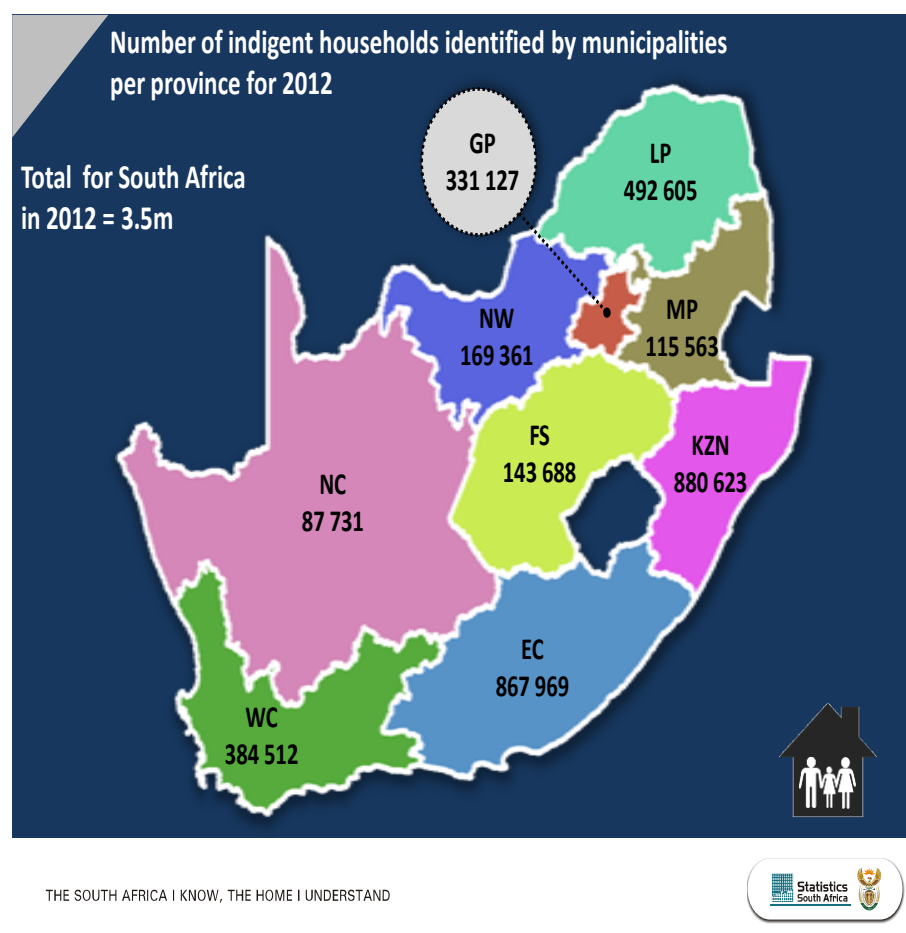 Number of indigent households identified by municipalities
per province for 2012
Total for South Africa
in 2012 = 3.5m
GP
331 127
LP
492 605
NW
169 361
MP
115 563
FS
143 688
KZN
880 623
NC
87 731
EC
867 969
WC
384 512
THE SOUTH AFRICA I KNOW, THE HOME I UNDERSTAND
Statistics
South Africa